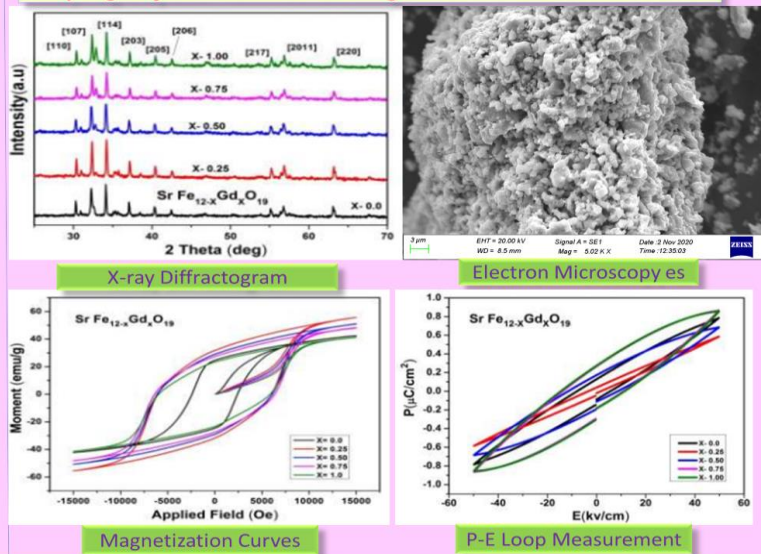 [110]
[107]
[114]
[203]
[205]
[206]
[217]
[2011]
[220]
X- 1.00
X- 0.75
X- 0.50
X- 0.25
Sr Fe12-XGdXO19
X- 0.0
Intensity(a.u)
30
40
50
60
70
2 Theta (deg)
3 µm
EHT = 20.00 kV
WD = 8.5 mm
Signal A = SE1
Mag = 5.02 K X
Date :2 Nov 2020
Time :12:35:03
ZEISS
X-ray Diffractogram
Electron Microscopy es
Sr Fe12-xGdxO19
Moment (emu/g)
60
40
20
0
-20
-40
-60
X= 0.0
X= 0.25
X= 0.50
X= 0.75
X= 1.0
-15000
-10000
-5000
0
5000
10000
15000
Applied Field (Oe)
Sr Fe12-XGdXO19
P(µC/cm2)
1.0
0.8
0.6
0.4
0.2
0.0
-0.2
-0.4
-0.6
-0.8
-1.0
X- 0.0
X- 0.25
X- 0.50
X- 0.75
X- 1.00
-60
-40
-20
0
20
40
60
E(kv/cm)
Magnetization Curves
P-E Loop Measurement